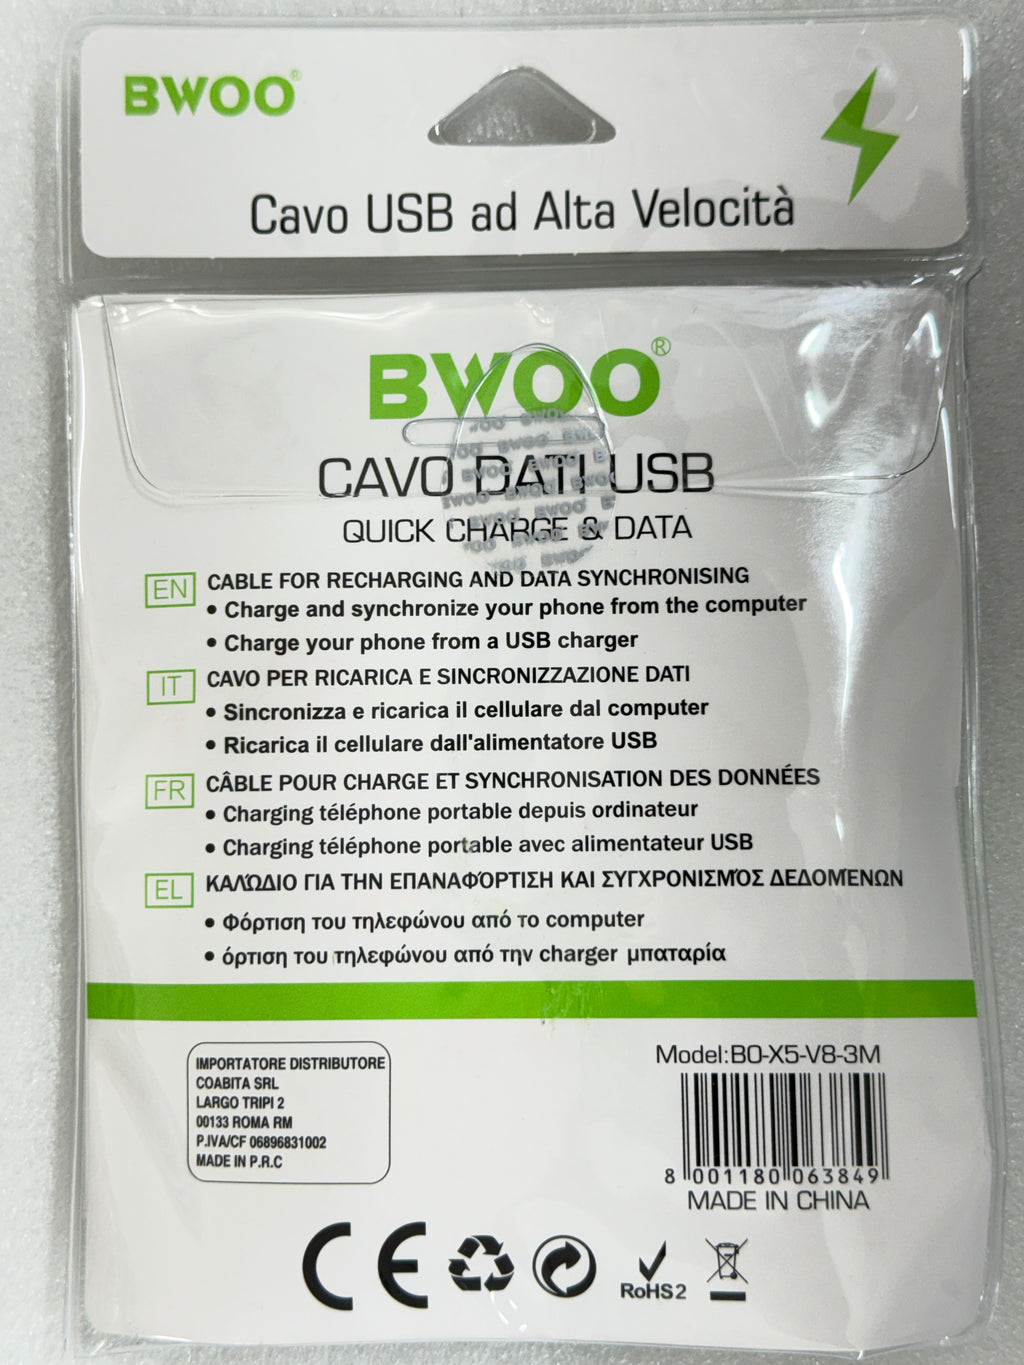 BWOO®
Cavo USB ad Alta Velocità
BWOO®
CAVO DATI USB
QUICK CHARGE & DATA
EN CABLE FOR RECHARGING AND DATA SYNCHRONISING
• Charge and synchronize your phone from the computer
• Charge your phone from a USB charger
IT CAVO PER RICARICA E SINCRONIZZAZIONE DATI
• Sincronizza e ricarica il cellulare dal computer
• Ricarica il cellulare dall'alimentatore USB
FR CÂBLE POUR CHARGE ET SYNCHRONISATION DES DONNÉES
• Charging téléphone portable depuis ordinateur
• Charging téléphone portable avec alimentateur USB
EL ΚΑΛΏΔΙΟ ΓΙΑ ΤΗΝ ΕΠΑΝΑΦΌΡΤΙΣΗ ΚΑΙ ΣΥΓΧΡΟΝΙΣΜΌΣ ΔΕΔΟΜΈΝΩΝ
• Φόρτιση του τηλεφώνου από το computer
• όρτιση του τηλεφώνου από την charger μπαταρία
IMPORTATORE DISTRIBUTORE
COABITA SRL
LARGO TRIPI 2
00133 ROMA RM
P.IVA/CF 06896831002
MADE IN P.R.C
Model:BO-X5-V8-3M
8 001180 063849
MADE IN CHINA
CE
RoHS2